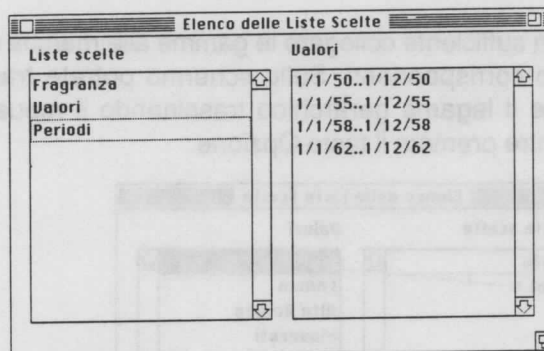 Elenco delle Liste Scelte
Liste scelte
Fragranza
Valori
Periodi
Valori
1/1/50..1/12/50
1/1/55..1/12/55
1/1/58..1/12/58
1/1/62..1/12/62